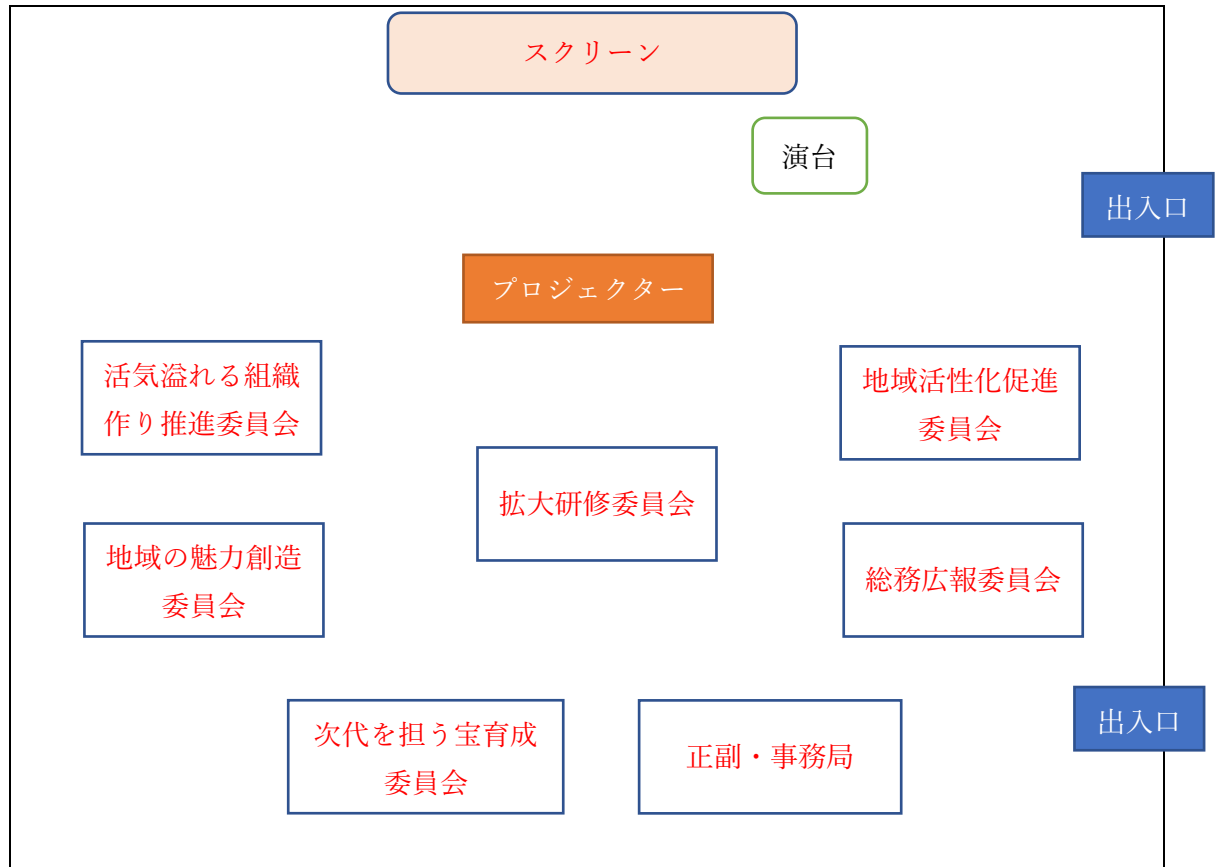 スクリーン
演台
出入口
プロジェクター
活気溢れる組織
作り推進委員会
地域活性化促進
委員会
拡大研修委員会
地域の魅力創造
委員会
総務広報委員会
次代を担う宝育成
委員会
正副・事務局
出入口